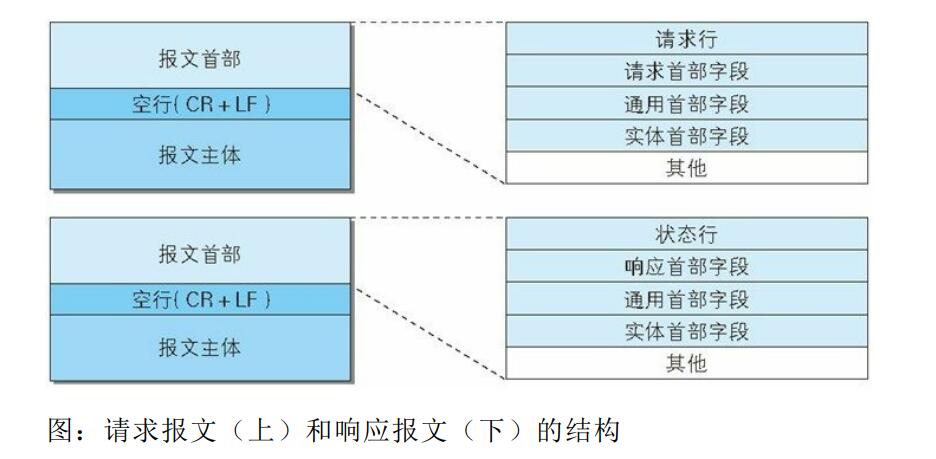 报文首部
空行( CR + LF )
报文主体
请求行
请求首部字段
通用首部字段
实体首部字段
其他
报文首部
空行( CR + LF )
报文主体
状态行
响应首部字段
通用首部字段
实体首部字段
其他
图：请求报文（上）和响应报文（下）的结构